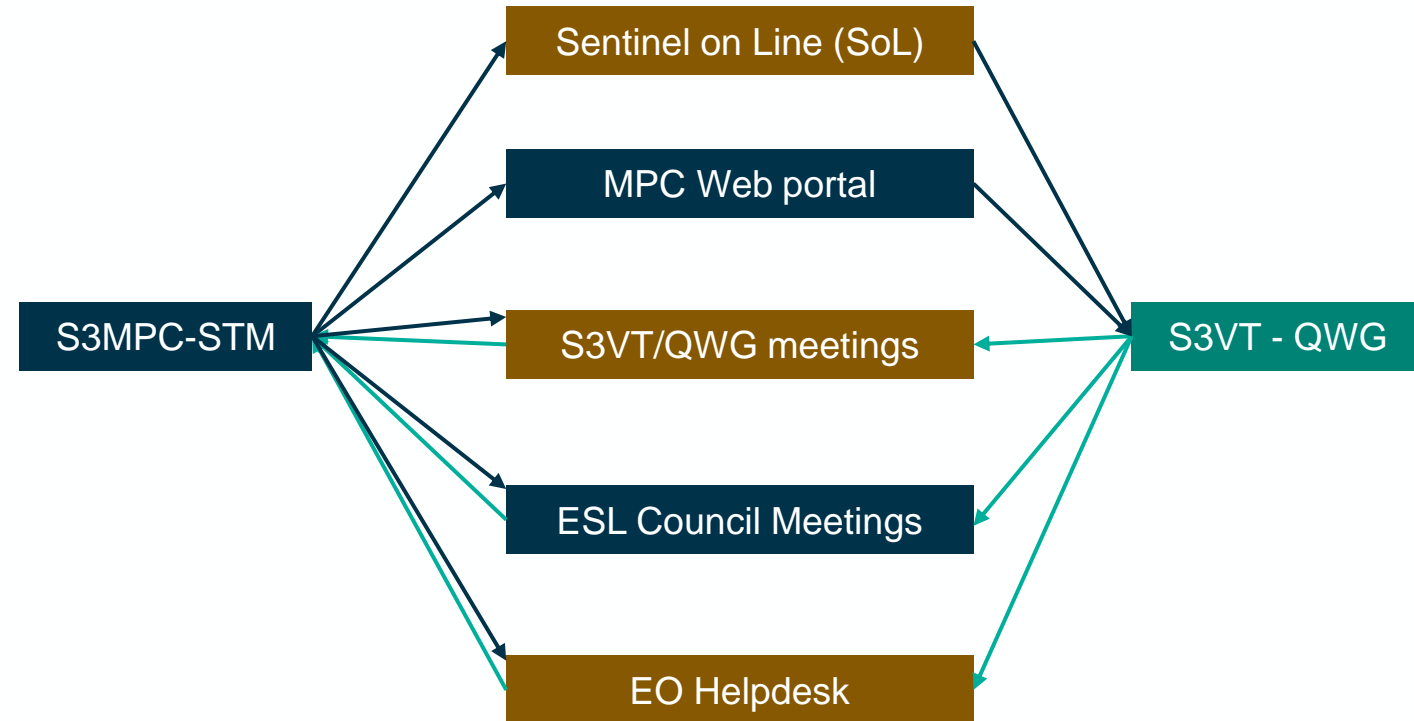 Sentinel on Line (SoL)
MPC Web portal
S3MPC-STM
S3VT/QWG meetings
S3VT - QWG
ESL Council Meetings
EO Helpdesk